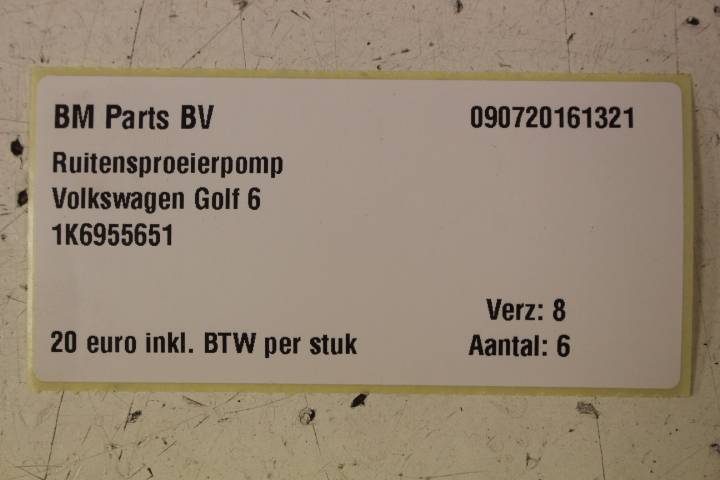 BM Parts BV 090720161321
Ruitensproeierpomp
Volkswagen Golf 6
1K6955651
Verz: 8
20 euro inkl. BTW per stuk Aantal: 6